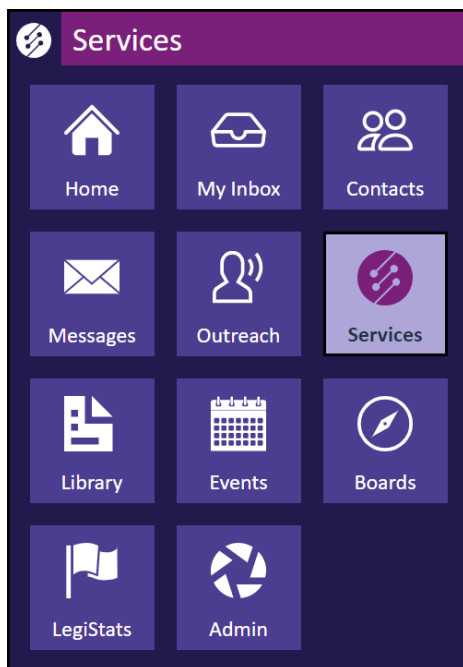 Services
Home
My Inbox
Contacts
Messages
Outreach
Services
Library
Events
Boards
LegiStats
Admin